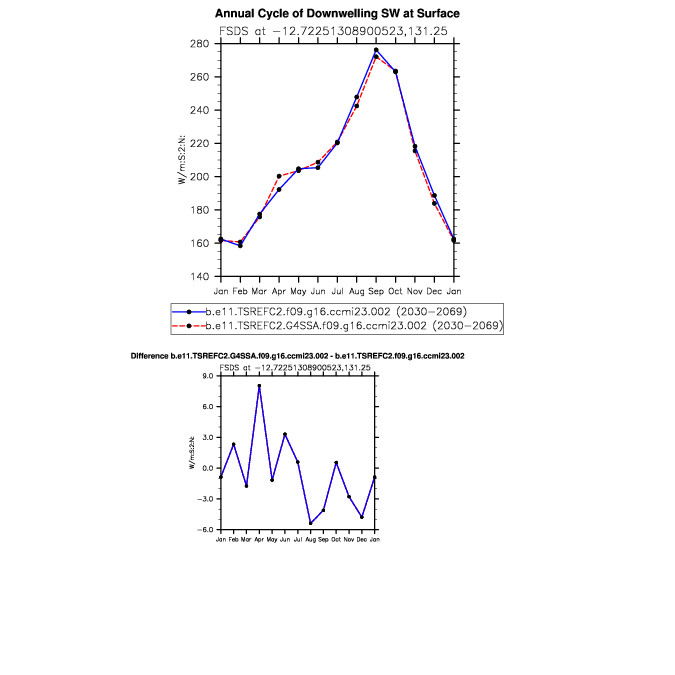 Annual Cycle of Downwelling SW at Surface
FSDS at −12.72251308900523,131.25
280
260
240
220
200
180
160
140
W/m:S:2:N:
Jan Feb Mar Apr May Jun Jul Aug Sep Oct Nov Dec Jan
b.e11.TSREFC2.f09.g16.ccmi23.002 (2030−2069)
b.e11.TSREFC2.G4SSA.f09.g16.ccmi23.002 (2030−2069)
Difference b.e11.TSREFC2.G4SSA.f09.g16.ccmi23.002 - b.e11.TSREFC2.f09.g16.ccmi23.002
FSDS at −12.72251308900523,131.25
9.0
6.0
3.0
0.0
−3.0
−6.0
W/m:S:2:N:
Jan Feb Mar Apr May Jun Jul Aug Sep Oct Nov Dec Jan